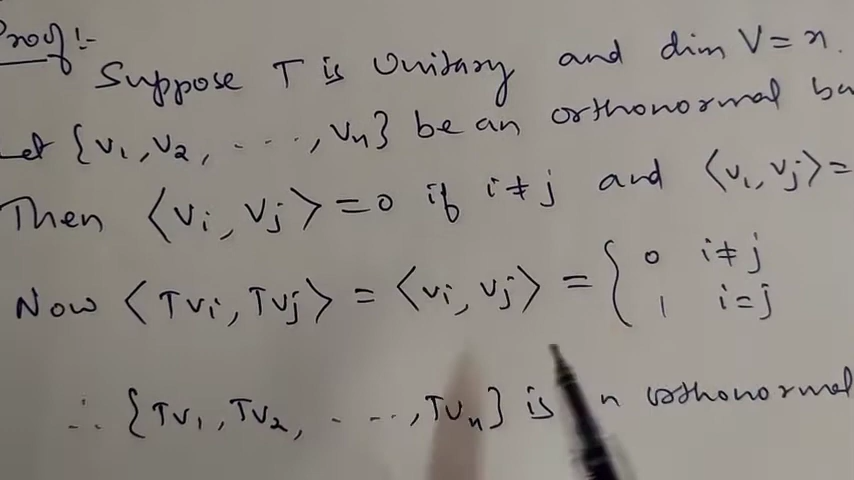 Proof:-
Suppose T is Unitary and dim V = n.
Let {v₁, v₂, ..., vₙ} be an orthonormal
Then ⟨vᵢ, vⱼ⟩ = 0 if i ≠ j and ⟨vᵢ, vⱼ⟩ =
Now ⟨Tvᵢ, Tvⱼ⟩ = ⟨vᵢ, vⱼ⟩ = { 0 i ≠ j
1 i = j
∴ {Tv₁, Tv₂, ..., Tvₙ} is orthonormal